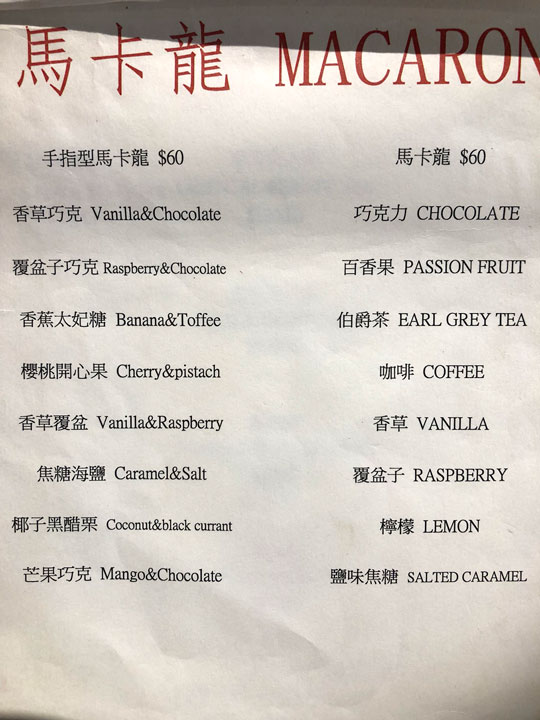 馬卡龍 MACARON
手指型馬卡龍 $60
香草巧克 Vanilla&Chocolate
覆盆子巧克 Raspberry&Chocolate
香蕉太妃糖 Banana&Toffee
櫻桃開心果 Cherry&pistach
香草覆盆 Vanilla&Raspberry
焦糖海鹽 Caramel&Salt
椰子黑醋栗 Coconut&black currant
芒果巧克 Mango&Chocolate
馬卡龍 $60
巧克力 CHOCOLATE
百香果 PASSION FRUIT
伯爵茶 EARL GREY TEA
咖啡 COFFEE
香草 VANILLA
覆盆子 RASPBERRY
檸檬 LEMON
鹽味焦糖 SALTED CARAMEL